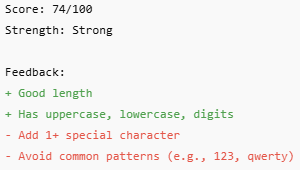 Score: 74/100
Strength: Strong
Feedback:
+ Good length
+ Has uppercase, lowercase, digits
- Add 1+ special character
- Avoid common patterns (e.g., 123, qwerty)